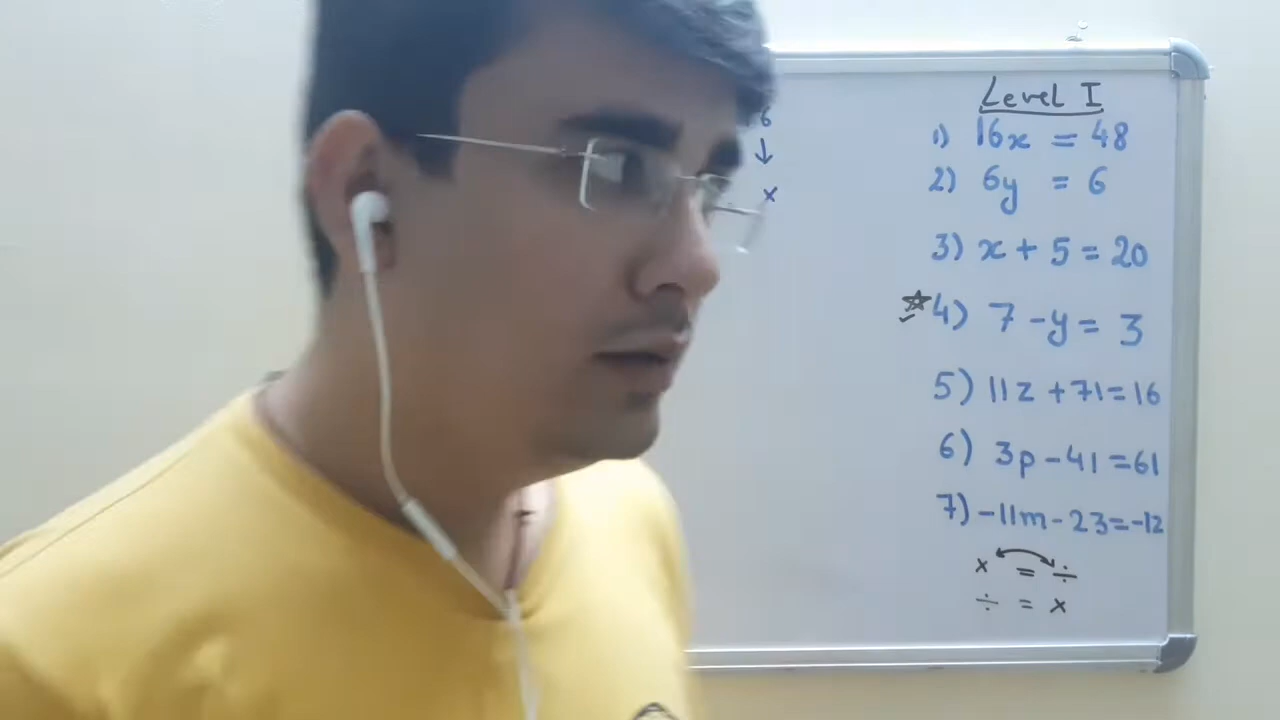 6
↓
x
Level I
1) 16x = 48
2) 6y = 6
3) x + 5 = 20
☆ 4) 7 - y = 3
5) 11z + 71 = 16
6) 3p - 41 = 61
7) -11m - 23 = -12
× = ÷
÷ = ×